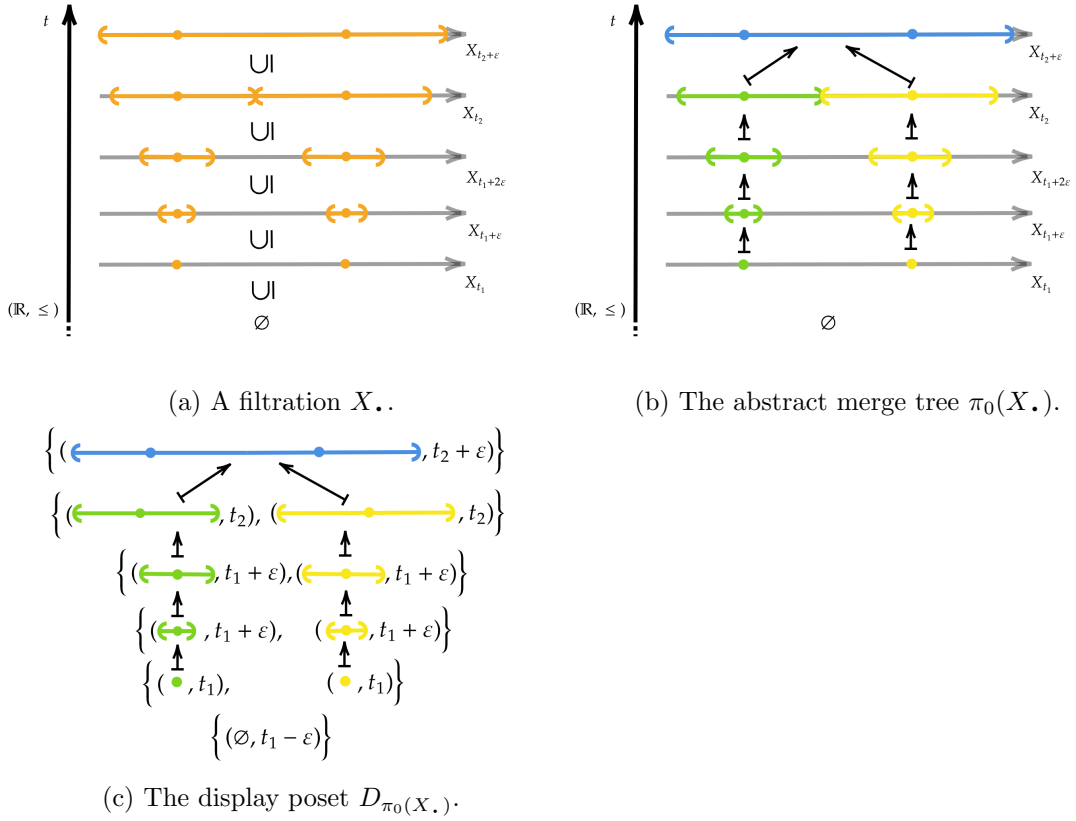 t
X_{t_2+ε}
∪|
X_{t_2}
∪|
X_{t_1+2ε}
∪|
X_{t_1+ε}
∪|
X_{t_1}
∪|
(ℝ, ≤)
∅
(a) A filtration X_•.
t
X_{t_2+ε}
X_{t_2}
X_{t_1+2ε}
X_{t_1+ε}
X_{t_1}
(ℝ, ≤)
∅
(b) The abstract merge tree π_0(X_•).
{( , t_2 + ε)}
{( , t_2), ( , t_2)}
{( , t_1 + ε), ( , t_1 + ε)}
{( , t_1 + ε), ( , t_1 + ε)}
{( , t_1), ( , t_1)}
{(∅, t_1 − ε)}
(c) The display poset D_{π_0(X_•)}.